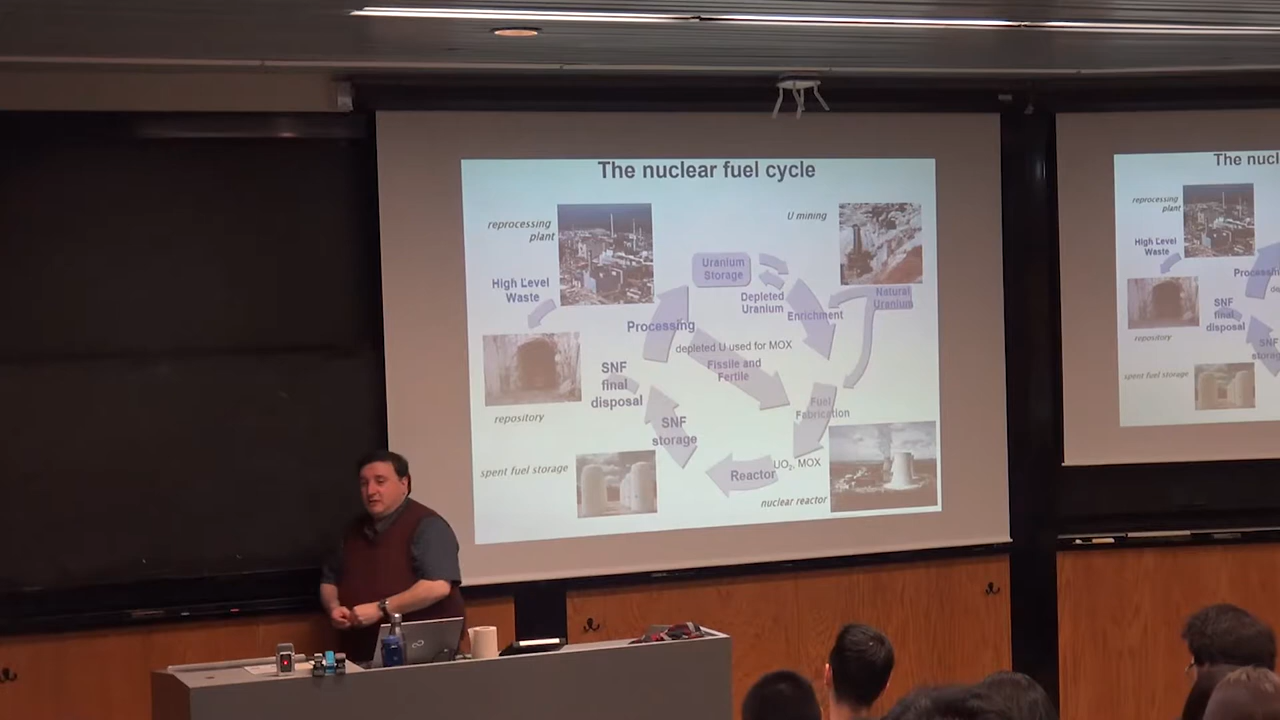 The nuclear fuel cycle
reprocessing
plant
U mining
Uranium
Storage
High Level
Waste
Depleted
Uranium
Natural
Uranium
Enrichment
Processing
depleted U used for MOX
Fissile and
Fertile
SNF
final
disposal
repository
Fuel
Fabrication
SNF
storage
spent fuel storage
UO₂, MOX
Reactor
nuclear reactor
The nucl
reprocessing
plant
High Level
Waste
Processin
SNF
final
disposal
repository
SNF
spent fuel storage